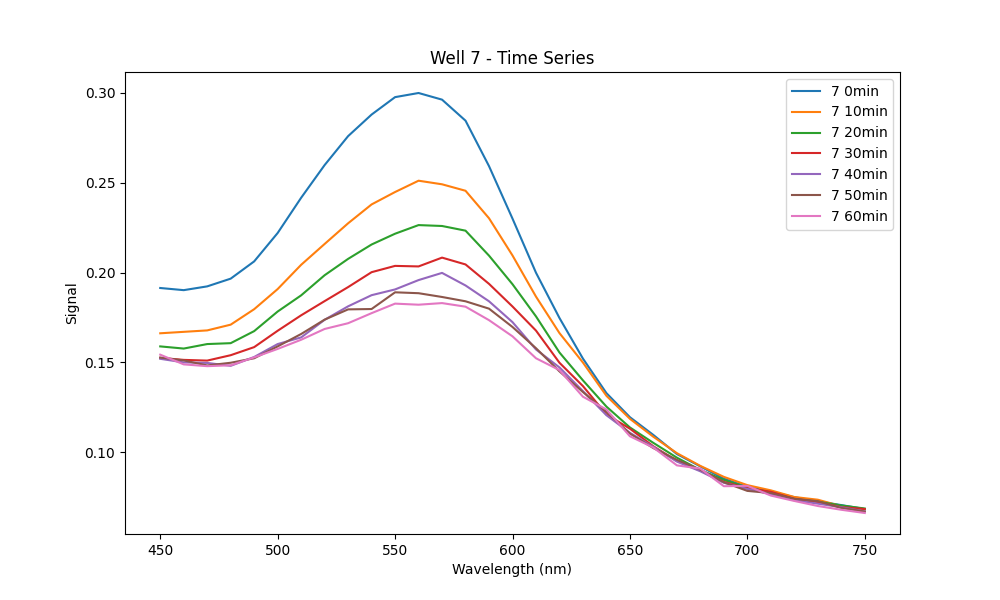 Well 7 - Time Series
Signal
0.30
0.25
0.20
0.15
0.10
7 0min
7 10min
7 20min
7 30min
7 40min
7 50min
7 60min
450
500
550
600
650
700
750
Wavelength (nm)